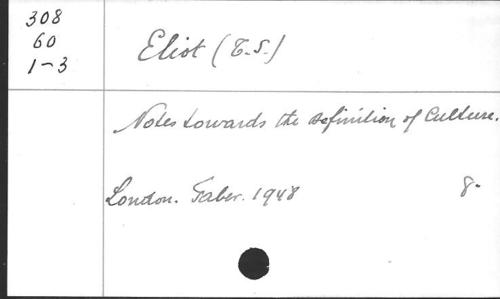 308
60
1-3
Eliot (T.S.)
Notes towards the definition of Culture.
London. Faber. 1948 8.